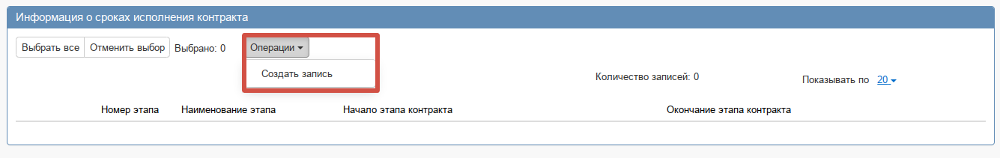 Информация о сроках исполнения контракта
Выбрать все Отменить выбор Выбрано: 0 Операции
Создать запись
Количество записей: 0 Показывать по 20
Номер этапа Наименование этапа Начало этапа контракта Окончание этапа контракта